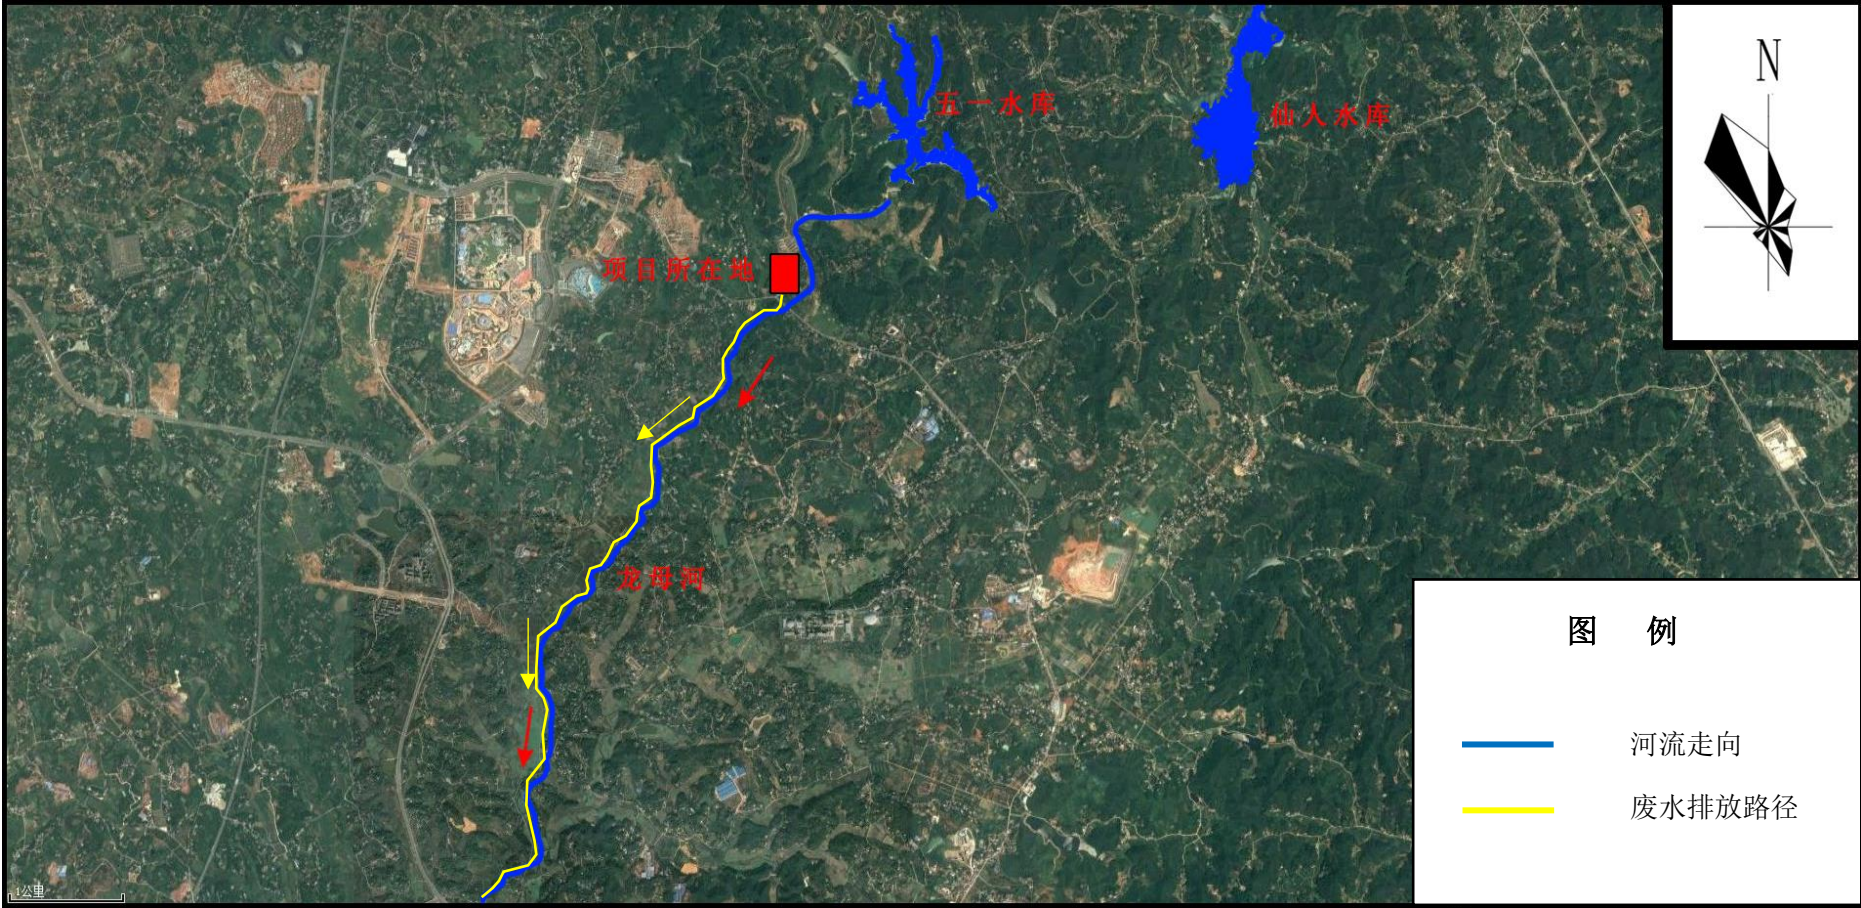 N
五一水库
仙人水库
项目所在地
龙母河
图 例
河流走向
废水排放路径
1公里